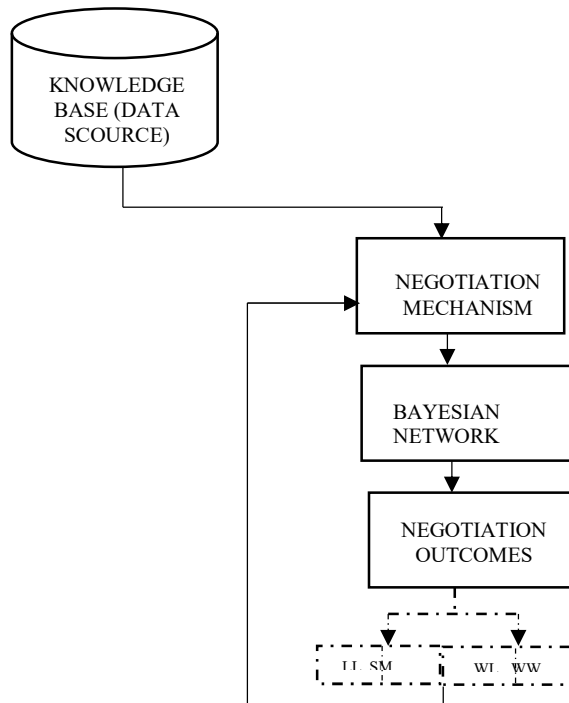 KNOWLEDGE
BASE (DATA
SCOURCE)
NEGOTIATION
MECHANISM
BAYESIAN
NETWORK
NEGOTIATION
OUTCOMES
LL SM WL WW